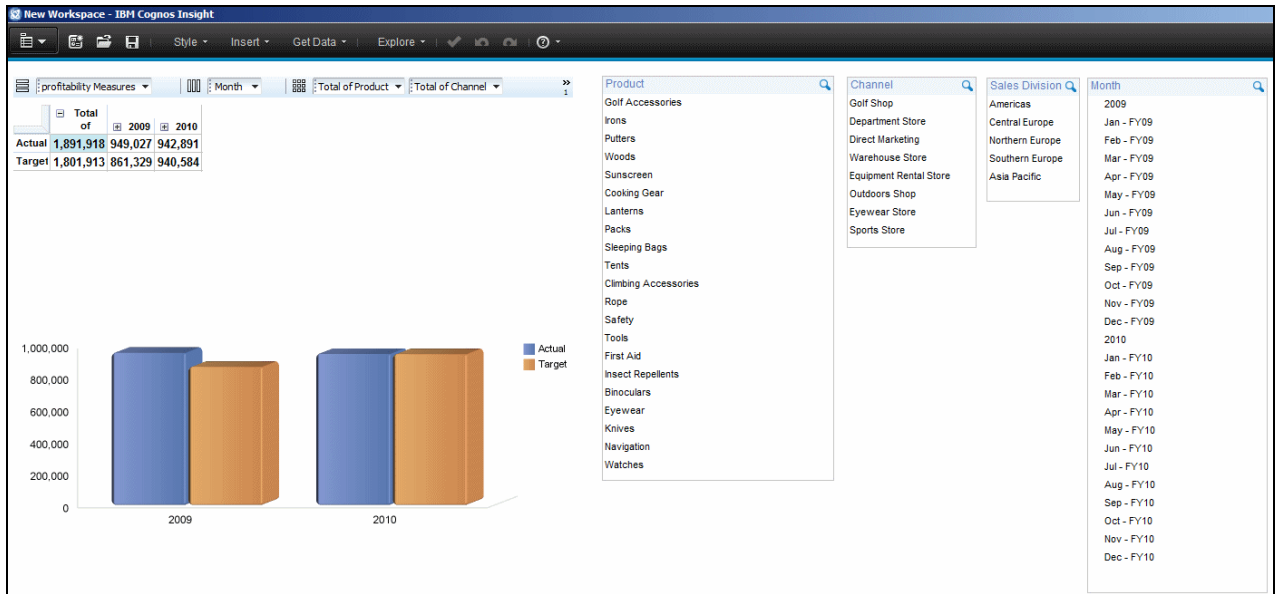 New Workspace - IBM Cognos Insight
Style Insert Get Data Explore
profitability Measures Month Total of Product Total of Channel » 1
Total
of 2009 2010
Actual 1,891,918 949,027 942,891
Target 1,801,913 861,329 940,584
1,000,000
800,000
600,000
400,000
200,000
0
2009 2010
Actual
Target
Product
Golf Accessories
Irons
Putters
Woods
Sunscreen
Cooking Gear
Lanterns
Packs
Sleeping Bags
Tents
Climbing Accessories
Rope
Safety
Tools
First Aid
Insect Repellents
Binoculars
Eyewear
Knives
Navigation
Watches
Channel
Golf Shop
Department Store
Direct Marketing
Warehouse Store
Equipment Rental Store
Outdoors Shop
Eyewear Store
Sports Store
Sales Division
Americas
Central Europe
Northern Europe
Southern Europe
Asia Pacific
Month
2009
Jan - FY09
Feb - FY09
Mar - FY09
Apr - FY09
May - FY09
Jun - FY09
Jul - FY09
Aug - FY09
Sep - FY09
Oct - FY09
Nov - FY09
Dec - FY09
2010
Jan - FY10
Feb - FY10
Mar - FY10
Apr - FY10
May - FY10
Jun - FY10
Jul - FY10
Aug - FY10
Sep - FY10
Oct - FY10
Nov - FY10
Dec - FY10